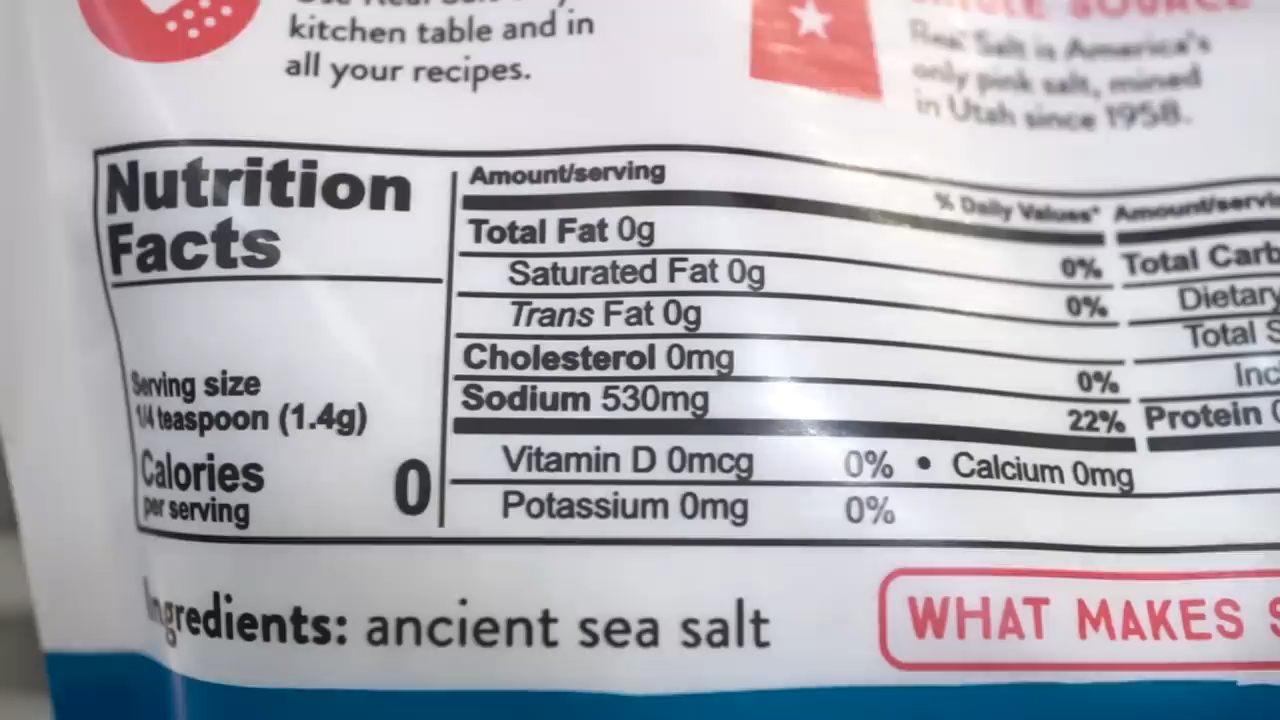 kitchen table and in
all your recipes.
SOURCE
Real Salt is America's
only pink salt, mined
in Utah since 1958.
Nutrition
Facts
Serving size
1/4 teaspoon (1.4g)
Calories 0
per serving
Amount/serving % Daily Values*
Total Fat 0g 0%
Saturated Fat 0g 0%
Trans Fat 0g
Cholesterol 0mg 0%
Sodium 530mg 22%
Amount/servi
Total Carb
Dietary
Total S
Inc
Protein 0
Vitamin D 0mcg 0% • Calcium 0mg
Potassium 0mg 0%
Ingredients: ancient sea salt
WHAT MAKES S